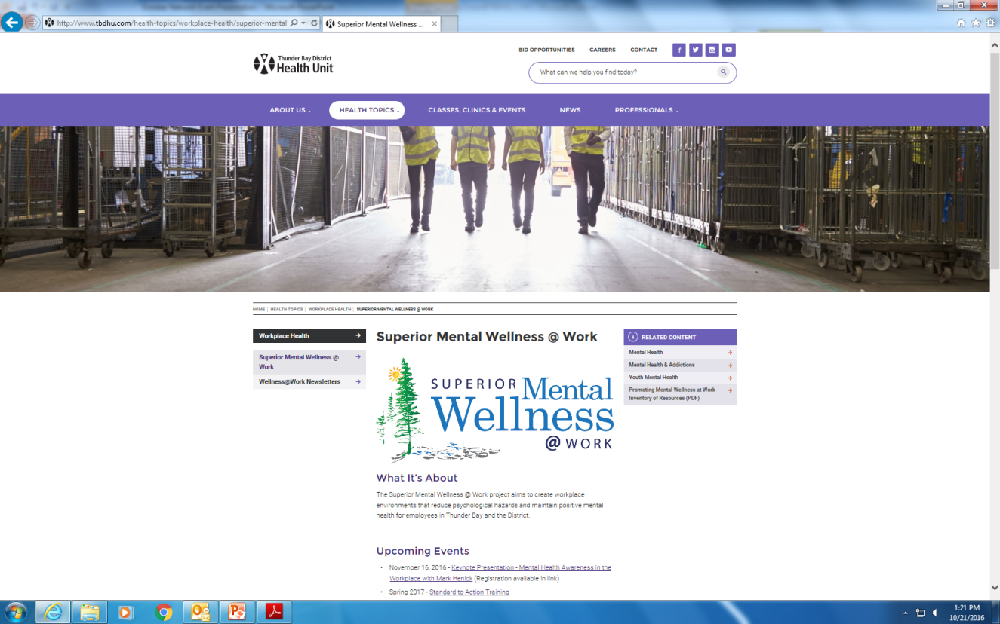 http://www.tbdhu.com/health-topics/workplace-health/superior-mental
Superior Mental Wellness ...
Thunder Bay District
Health Unit
BID OPPORTUNITIES CAREERS CONTACT
What can we help you find today?
ABOUT US HEALTH TOPICS CLASSES, CLINICS & EVENTS NEWS PROFESSIONALS
HOME | HEALTH TOPICS | WORKPLACE HEALTH | SUPERIOR MENTAL WELLNESS @ WORK
Workplace Health
Superior Mental Wellness @
Work
Wellness@Work Newsletters
Superior Mental Wellness @ Work
SUPERIOR Mental
Wellness
@ WORK
What It's About
The Superior Mental Wellness @ Work project aims to create workplace
environments that reduce psychological hazards and maintain positive mental
health for employees in Thunder Bay and the District.
Upcoming Events
• November 16, 2016 - Keynote Presentation - Mental Health Awareness in the
Workplace with Mark Henick (Registration available in link)
• Spring 2017 - Standard to Action Training
RELATED CONTENT
Mental Health
Mental Health & Addictions
Youth Mental Health
Promoting Mental Wellness at Work
Inventory of Resources (PDF)
1:21 PM
10/21/2016